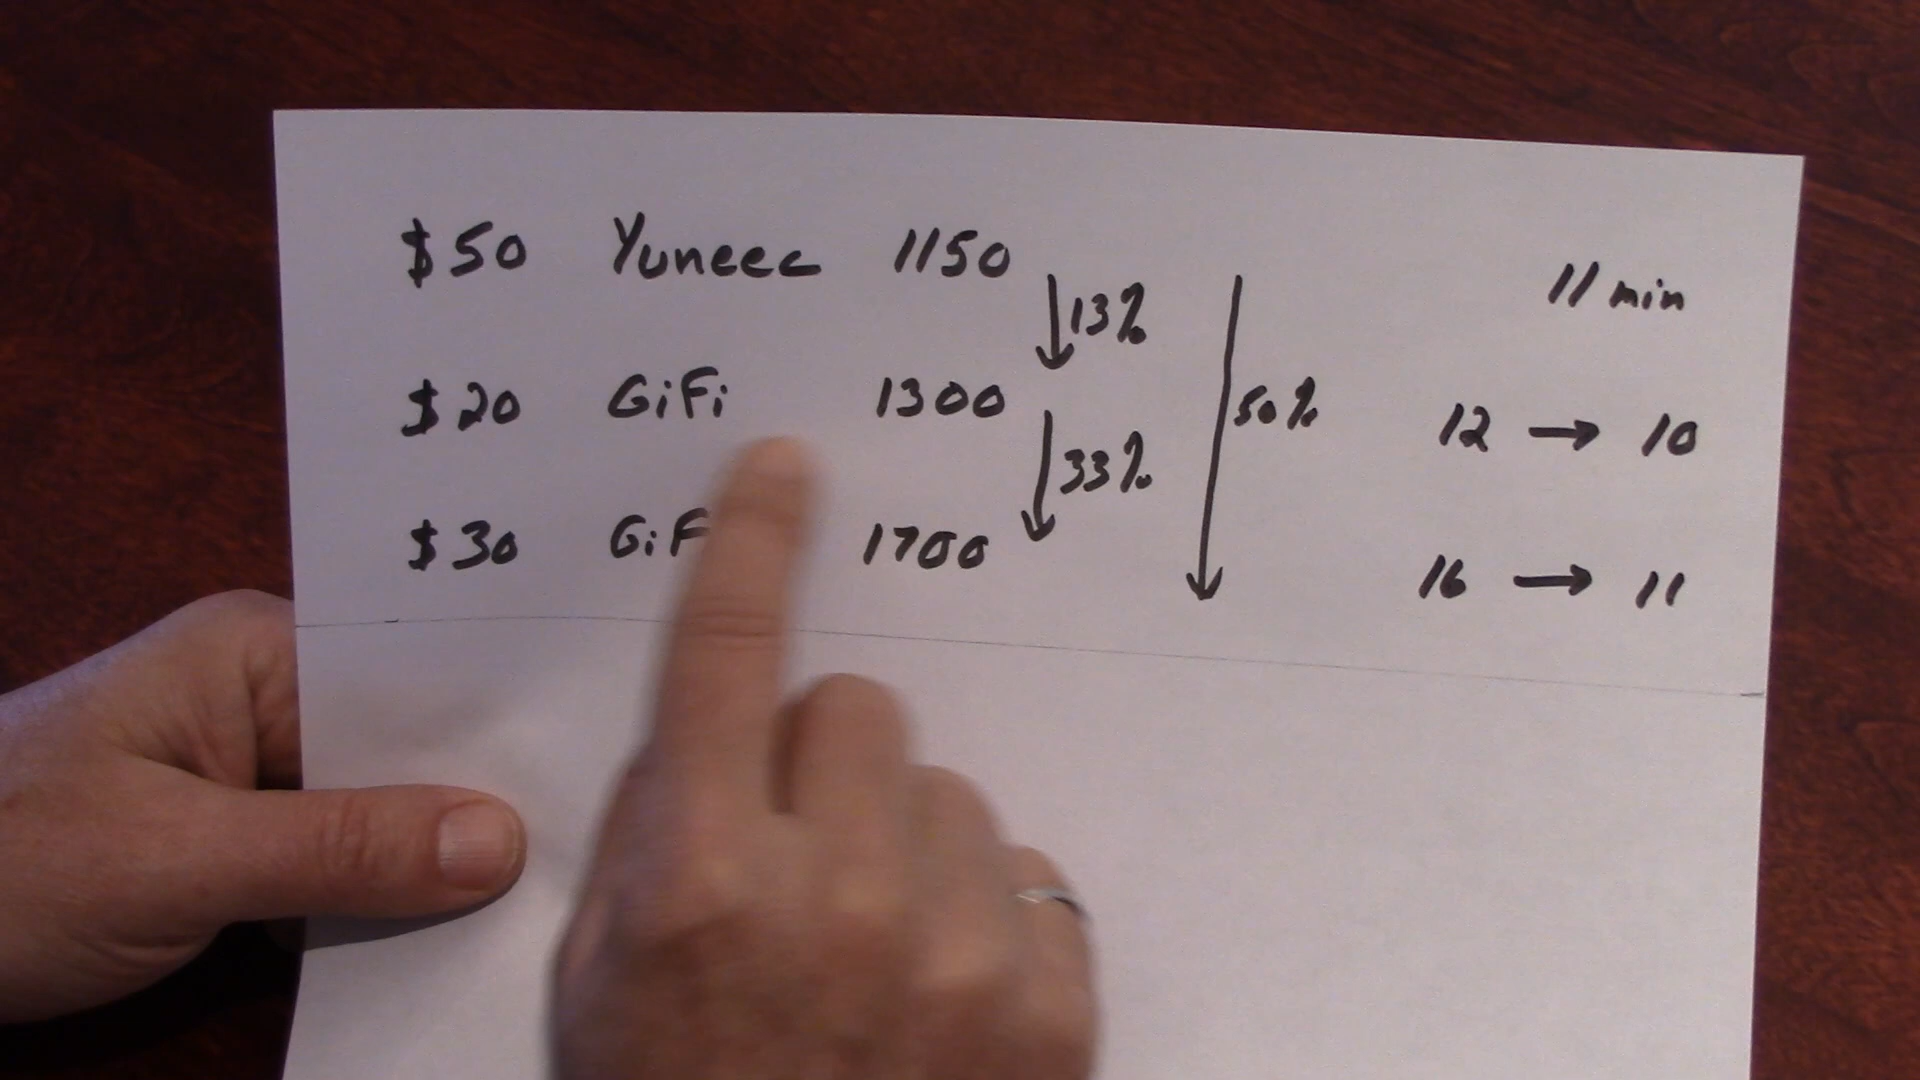 $50 Yuneec 1150
↓13%
11 min
$20 GiFi 1300
50%
12 → 10
↓33%
$30 GiF 1700
16 → 11